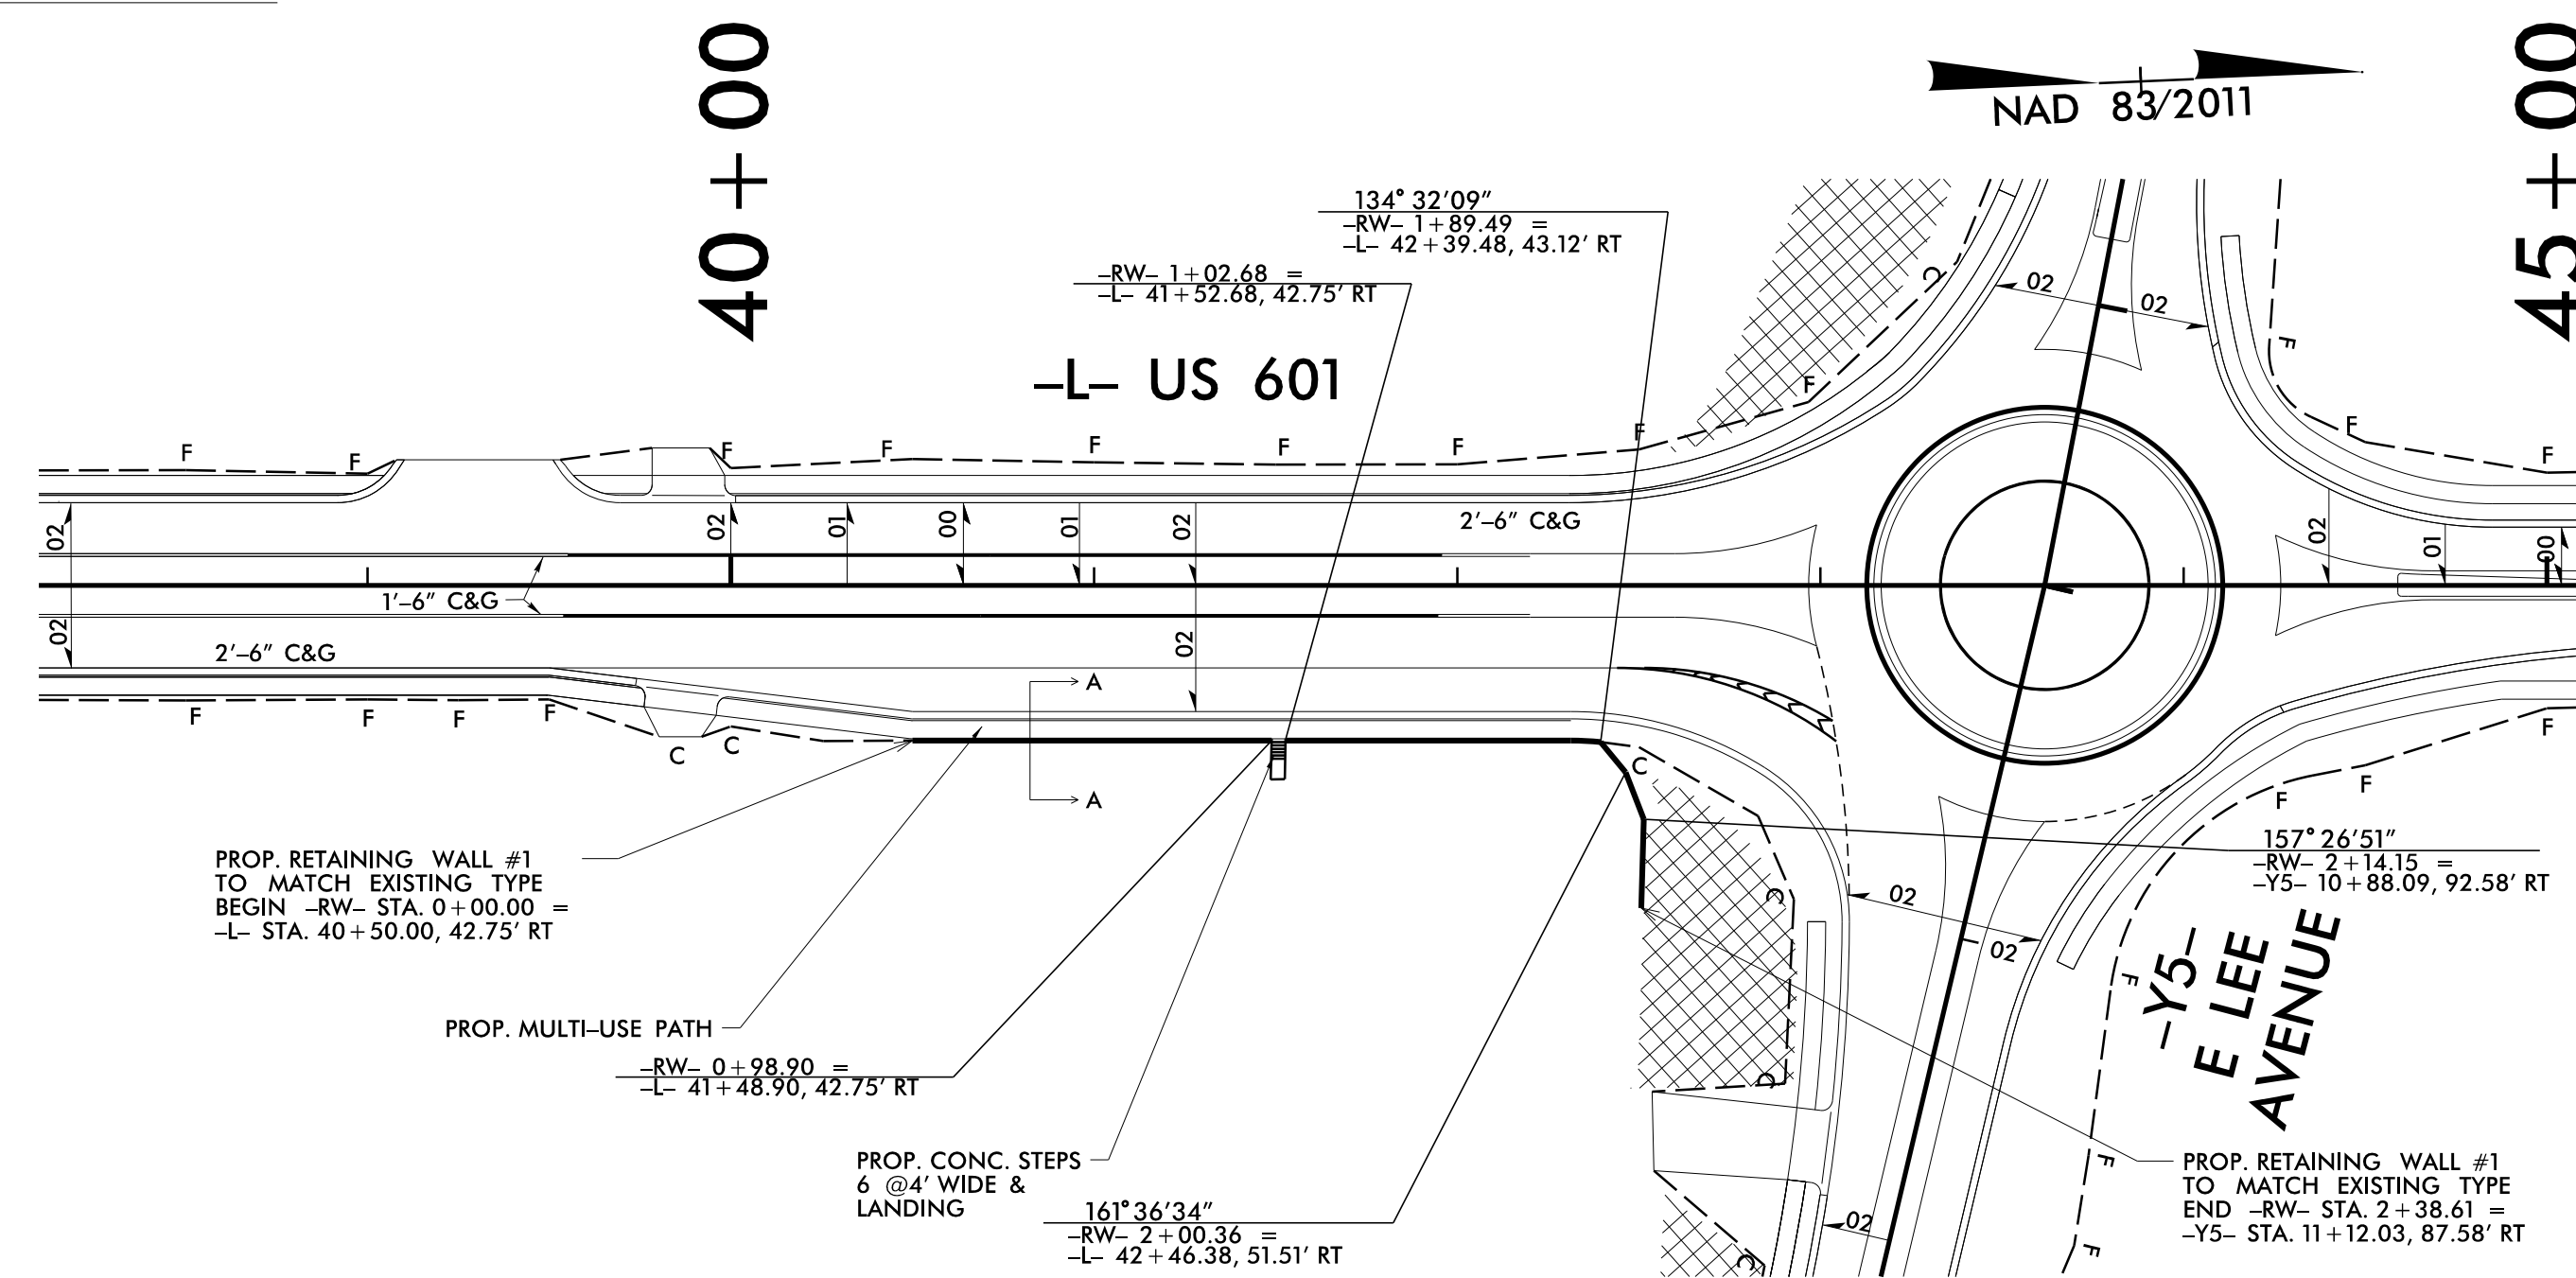 40+00
45+00
NAD 83/2011
134°32'09"
–RW– 1+89.49 =
–L– 42+39.48, 43.12' RT
–RW– 1+02.68 =
–L– 41+52.68, 42.75' RT
–L– US 601
C
02
02
F
F
F
F
F
F
F
F
F
F
F
F
F
02
02
01
00
01
02
2'–6" C&G
02
01
00
1'–6" C&G
02
02
2'–6" C&G
A
A
F
F
F
F
C
C
C
F
F
F
PROP. RETAINING WALL #1
TO MATCH EXISTING TYPE
BEGIN –RW– STA. 0+00.00 =
–L– STA. 40+50.00, 42.75' RT
157°26'51"
–RW– 2+14.15 =
–Y5– 10+88.09, 92.58' RT
C
02
02
–Y5–
E LEE
AVENUE
F
PROP. MULTI–USE PATH
–RW– 0+98.90 =
–L– 41+48.90, 42.75' RT
C
PROP. CONC. STEPS
6 @4' WIDE &
LANDING
161°36'34"
–RW– 2+00.36 =
–L– 42+46.38, 51.51' RT
02
C
F
F
PROP. RETAINING WALL #1
TO MATCH EXISTING TYPE
END –RW– STA. 2+38.61 =
–Y5– STA. 11+12.03, 87.58' RT